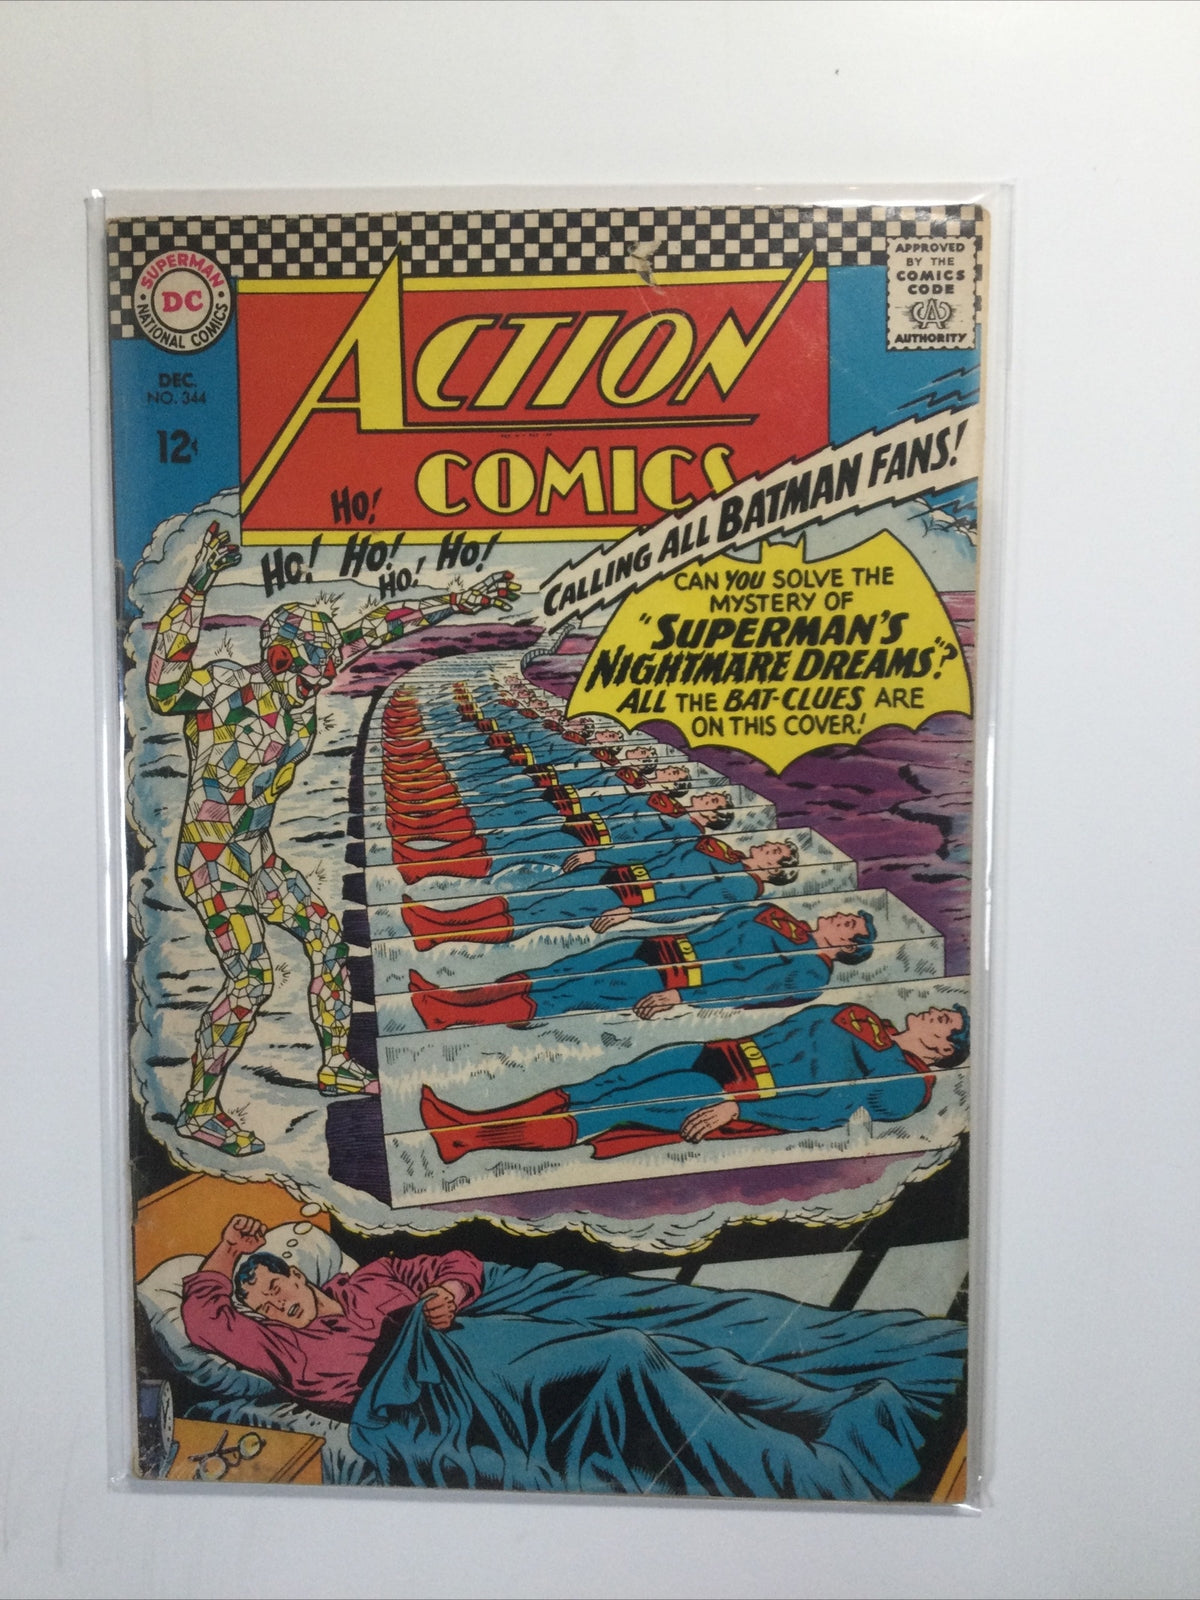 SUPERMAN
DC
NATIONAL COMICS
DEC.
NO. 344
12¢
APPROVED
BY THE
COMICS
CODE
CA
AUTHORITY
ACTION
COMICS
CALLING ALL BATMAN FANS!
HO!
HO! HO! HO! HO!
CAN YOU SOLVE THE
MYSTERY OF
"SUPERMAN'S
NIGHTMARE DREAMS"?
ALL THE BAT-CLUES ARE
ON THIS COVER!